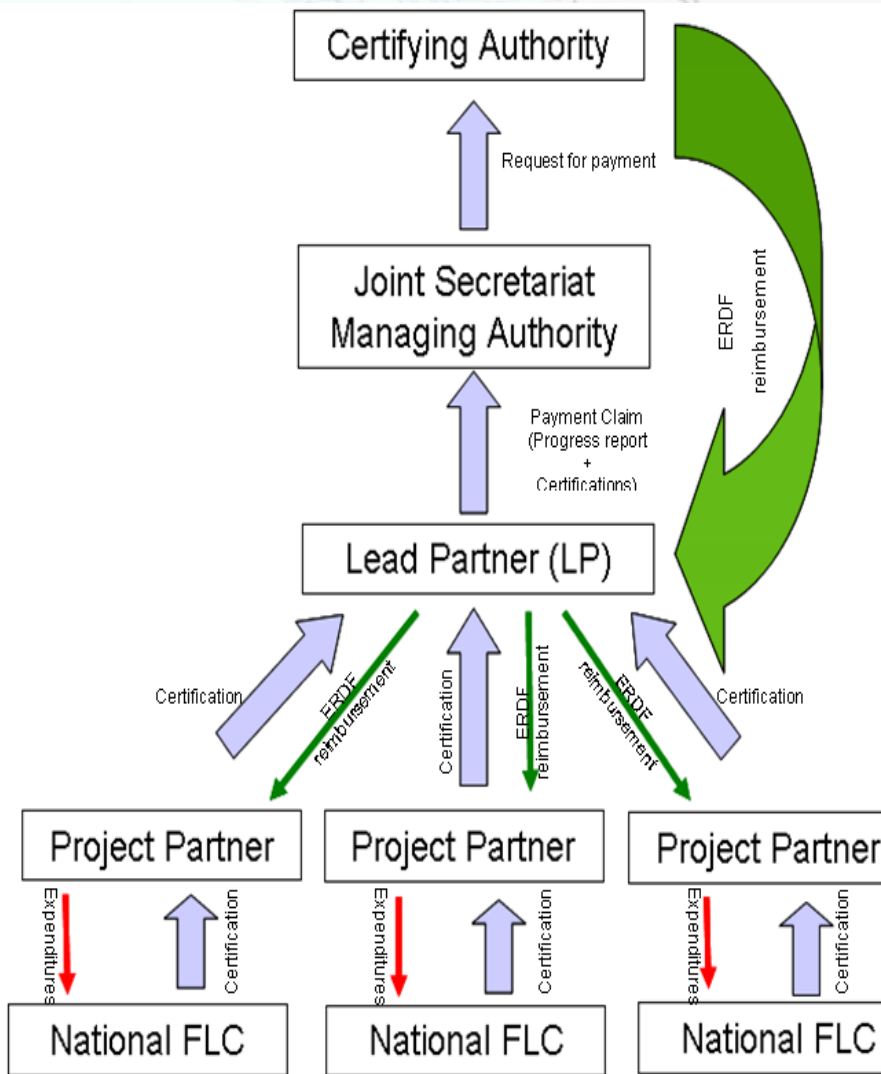 Certifying Authority
Request for payment
Joint Secretariat
Managing Authority
ERDF
reimbursement
Payment Claim
(Progress report
+
Certifications)
Lead Partner (LP)
Certification
ERDF
reimbursement
Certification
ERDF
reimbursement
ERDF
reimbursement
Certification
Project Partner
Project Partner
Project Partner
Expenditures
Certification
Expenditures
Certification
Expenditures
Certification
National FLC
National FLC
National FLC